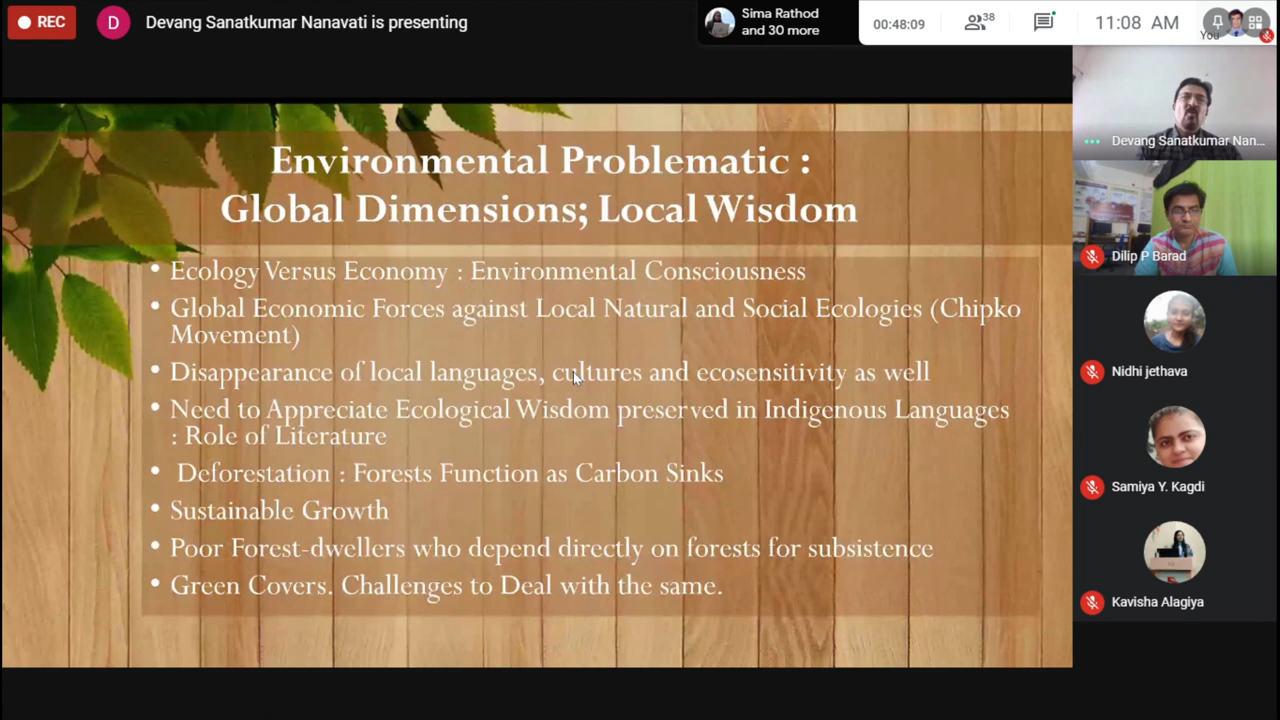 REC
D
Devang Sanatkumar Nanavati is presenting
Sima Rathod
and 30 more
00:48:09
38
11:08 AM
You
Environmental Problematic :
Global Dimensions; Local Wisdom
• Ecology Versus Economy : Environmental Consciousness
• Global Economic Forces against Local Natural and Social Ecologies (Chipko
Movement)
• Disappearance of local languages, cultures and ecosensitivity as well
• Need to Appreciate Ecological Wisdom preserved in Indigenous Languages
: Role of Literature
• Deforestation : Forests Function as Carbon Sinks
• Sustainable Growth
• Poor Forest-dwellers who depend directly on forests for subsistence
• Green Covers. Challenges to Deal with the same.
Devang Sanatkumar Nan...
Dilip P Barad
Nidhi jethava
Samiya Y. Kagdi
Kavisha Alagiya